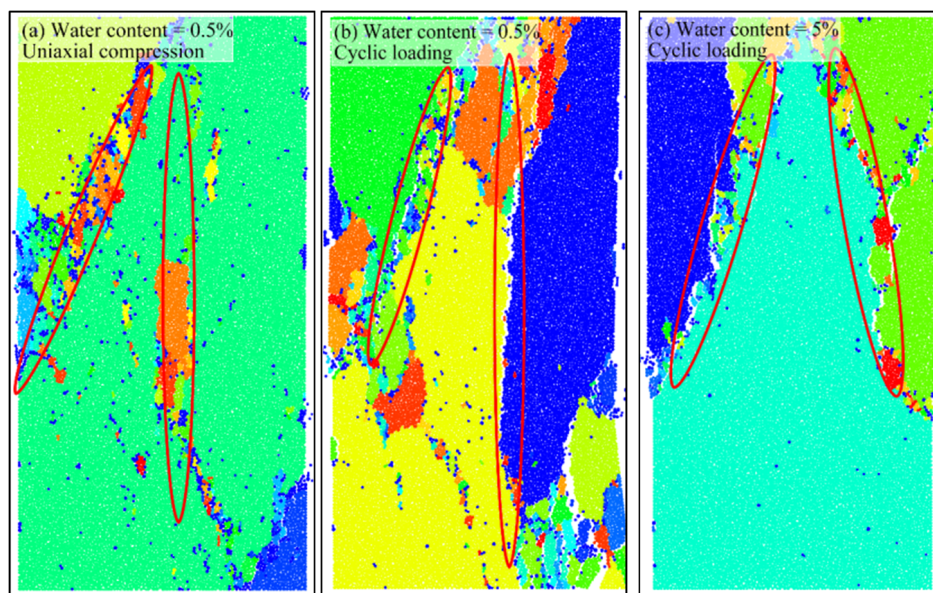 (a) Water content = 0.5%
Uniaxial compression
(b) Water content = 0.5%
Cyclic loading
(c) Water content = 5%
Cyclic loading